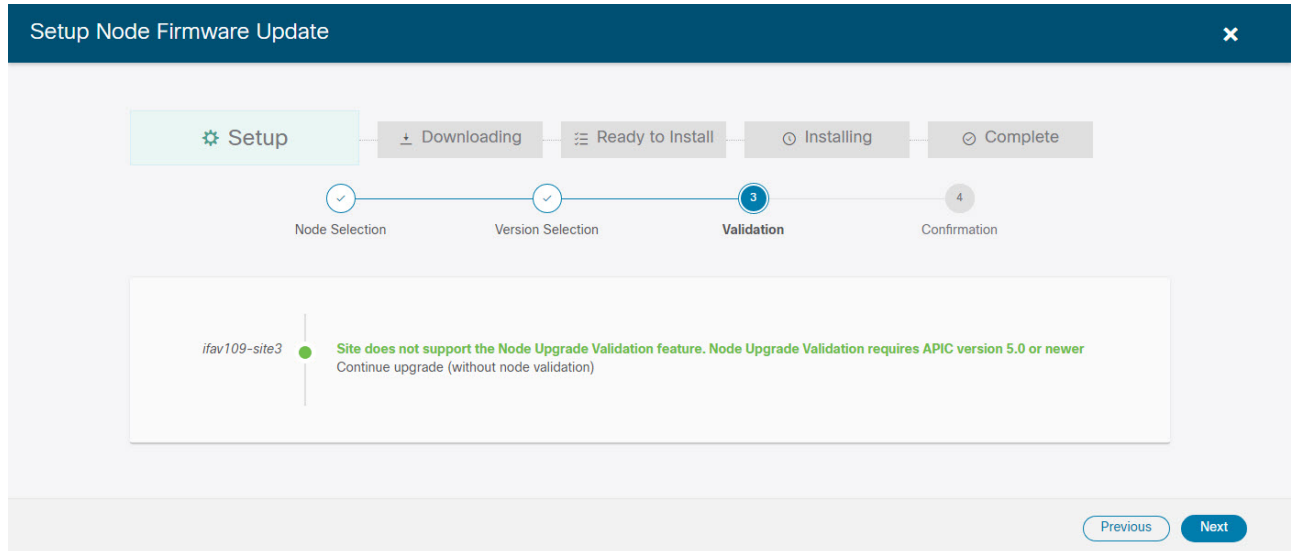 Setup Node Firmware Update
Setup
Downloading
Ready to Install
Installing
Complete
3
4
Node Selection
Version Selection
Validation
Confirmation
ifav109-site3
Site does not support the Node Upgrade Validation feature. Node Upgrade Validation requires APIC version 5.0 or newer
Continue upgrade (without node validation)
Previous
Next